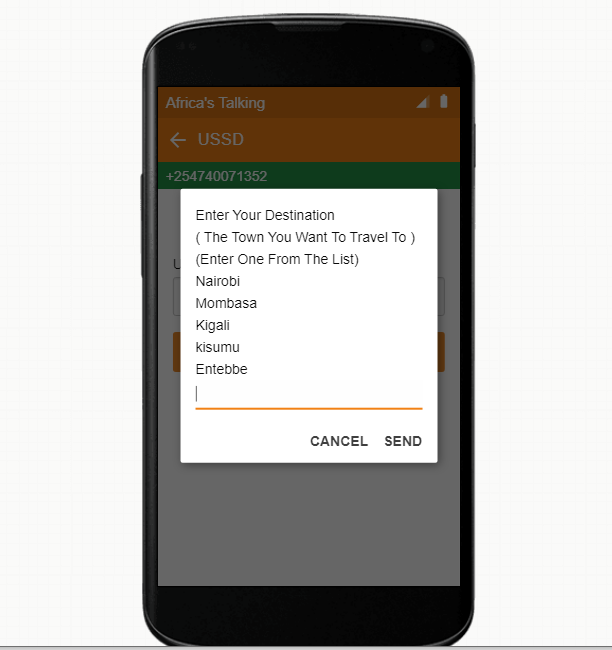 Africa's Talking
USSD
+254740071352
Enter Your Destination
( The Town You Want To Travel To )
(Enter One From The List)
Nairobi
Mombasa
Kigali
kisumu
Entebbe
CANCEL SEND